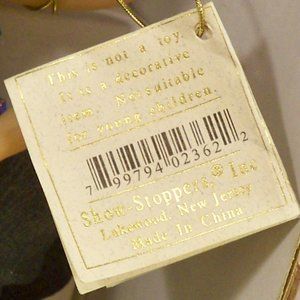 This is not a toy.
It is a decorative
item. Not suitable
for young children.
7 99794 02362 2
Show Stoppers,® Inc
Lakewood, New Jersey
Made In China